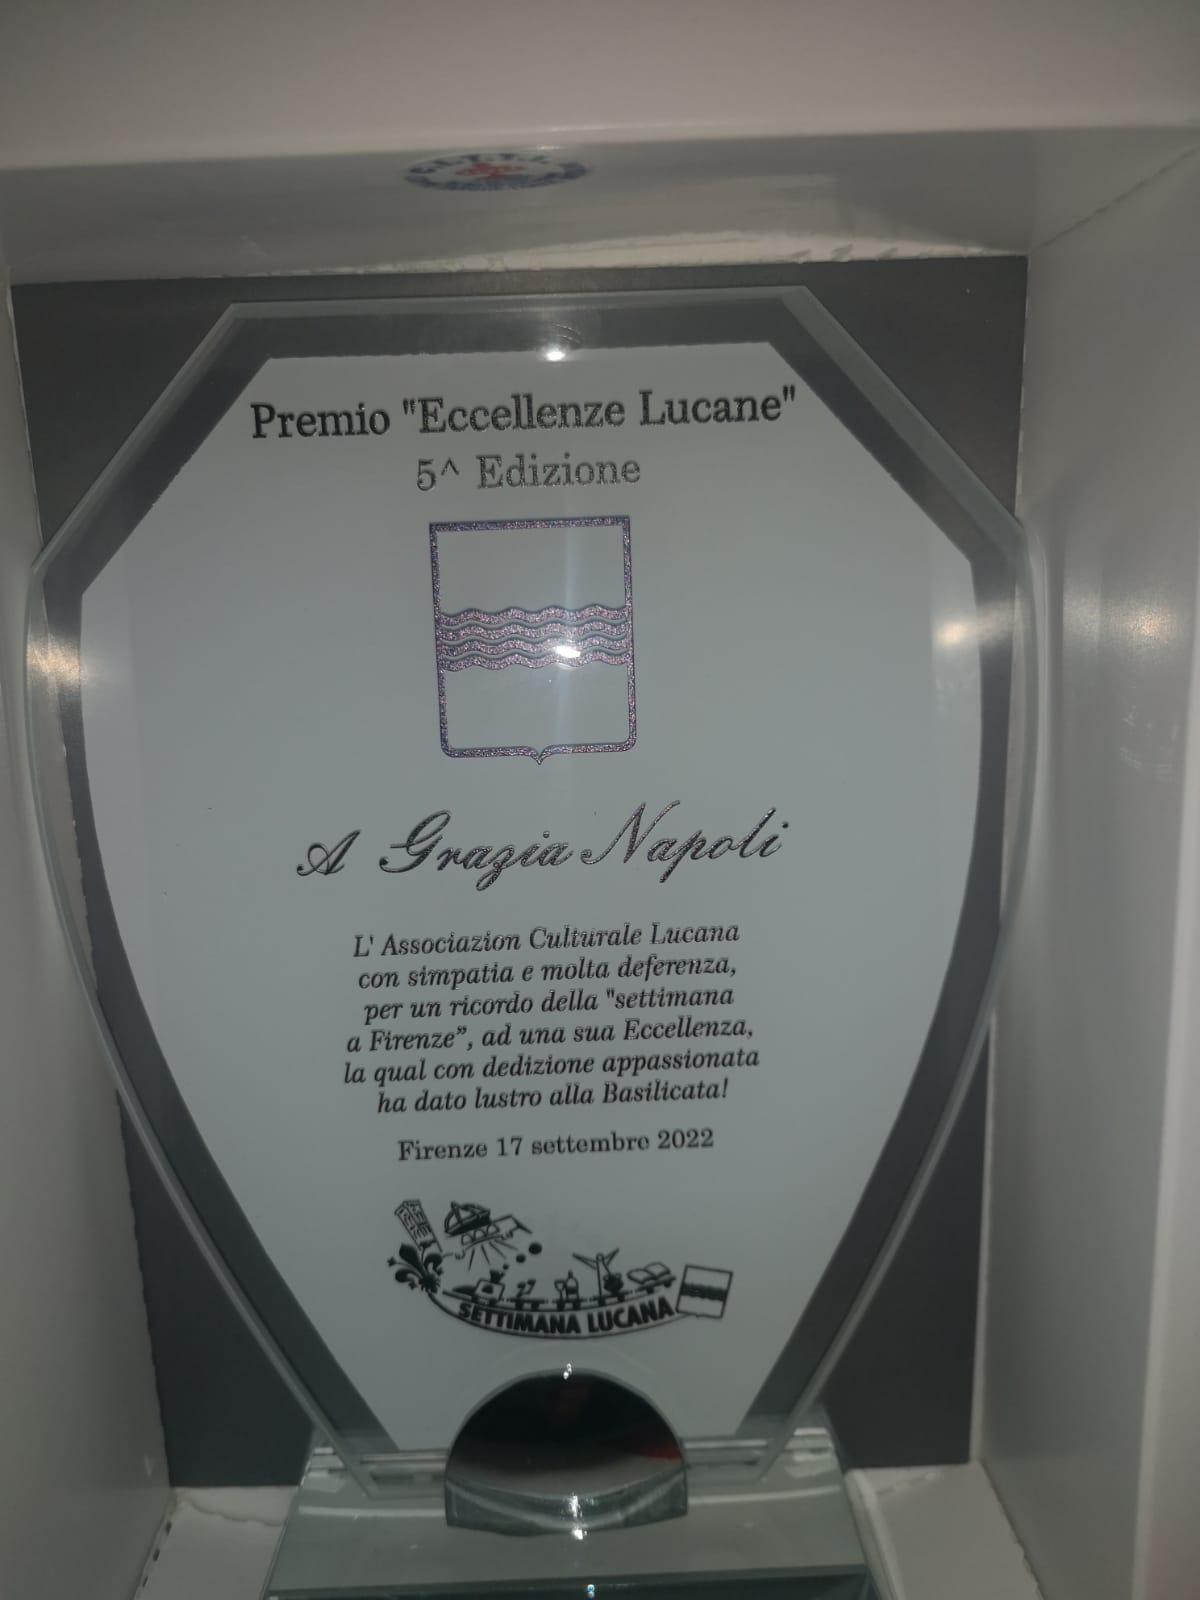 Premio "Eccellenze Lucane"
5^ Edizione
A Grazia Napoli
L' Associazion Culturale Lucana
con simpatia e molta deferenza,
per un ricordo della "settimana
a Firenze”, ad una sua Eccellenza,
la qual con dedizione appassionata
ha dato lustro alla Basilicata!
Firenze 17 settembre 2022
SETTIMANA LUCANA